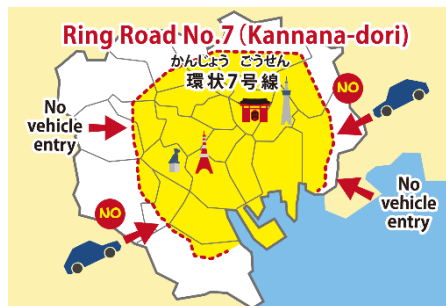 Ring Road No.7 (Kannana-dori)
かんじょう ごうせん
環状7号線
No
vehicle
entry
NO
NO
No
vehicle
entry